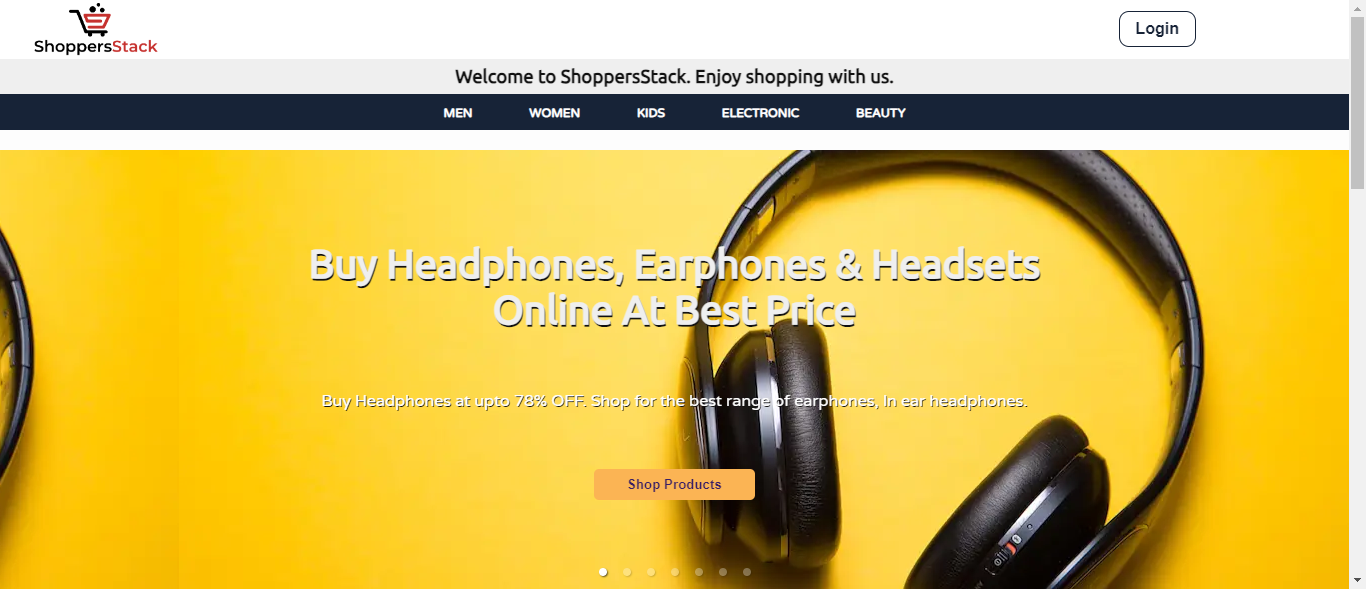 ShoppersStack
Login
Welcome to ShoppersStack. Enjoy shopping with us.
MEN WOMEN KIDS ELECTRONIC BEAUTY
Buy Headphones, Earphones & Headsets
Online At Best Price
Buy Headphones at upto 78% OFF. Shop for the best range of earphones, In ear headphones.
Shop Products